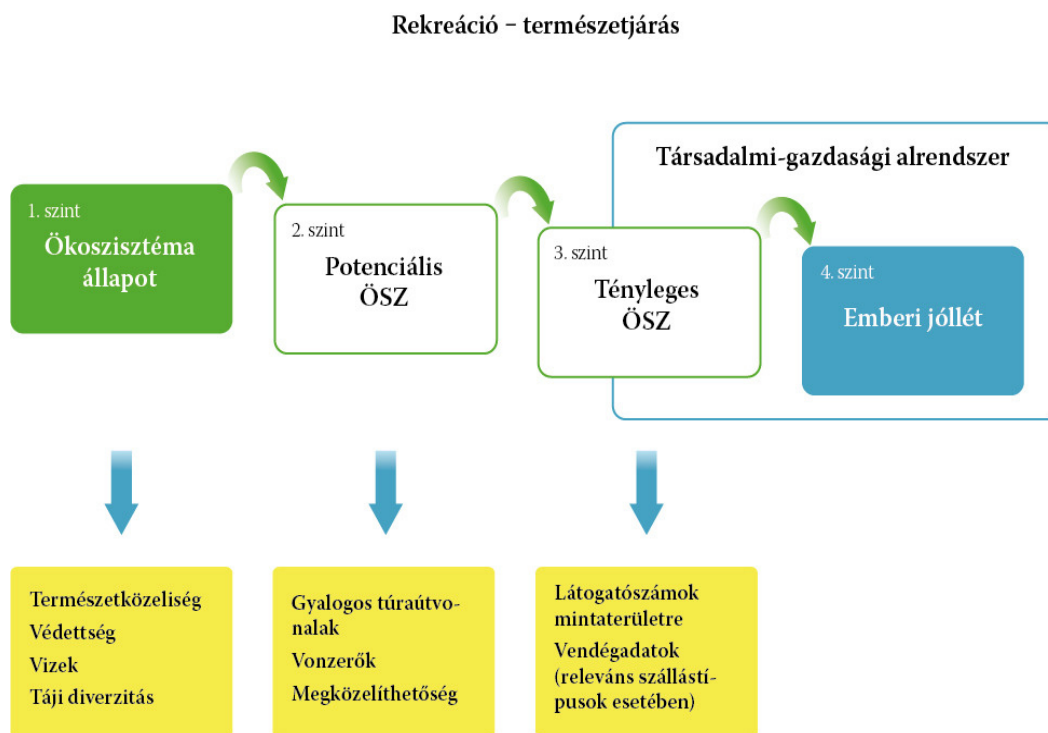 Rekreáció – természetjárás
Társadalmi-gazdasági alrendszer
1. szint
Ökoszisztéma
állapot
2. szint
Potenciális
ÖSZ
3. szint
Tényleges
ÖSZ
4. szint
Emberi jóllét
Természetközeliség
Védettség
Vizek
Táji diverzitás
Gyalogos túraútvo-
nalak
Vonzerők
Megközelíthetőség
Látogatószámok
mintaterületre
Vendégadatok
(releváns szállástí-
pusok esetében)